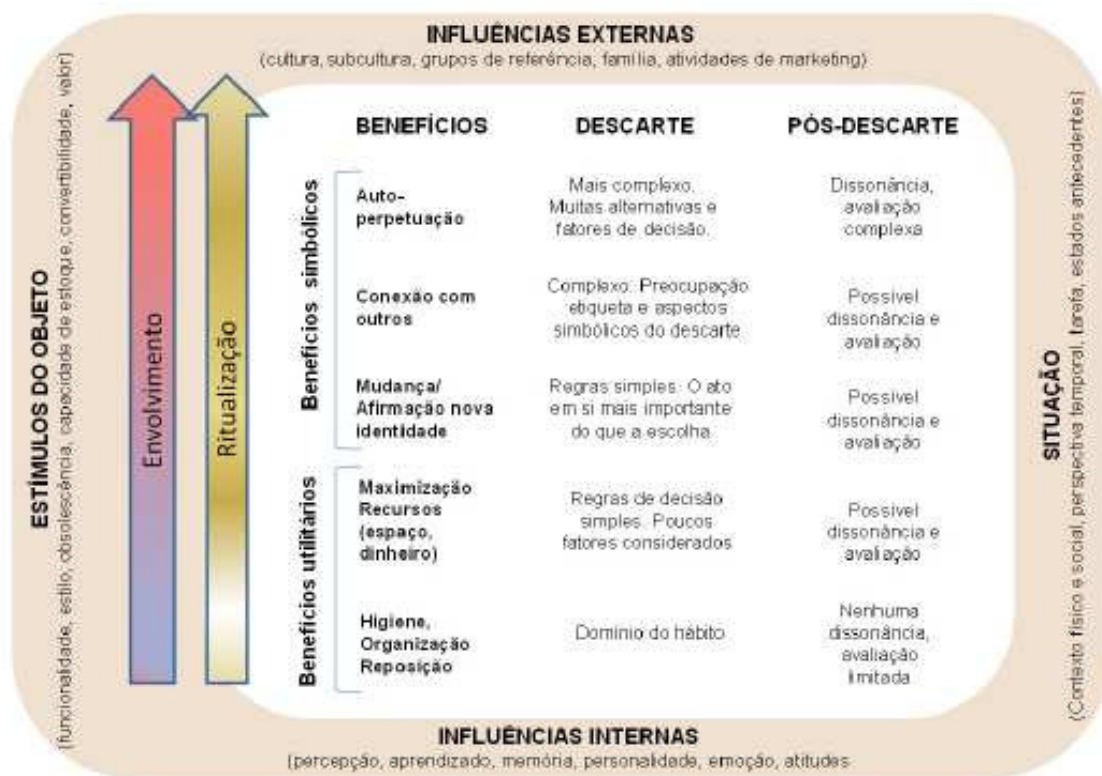 INFLUÊNCIAS EXTERNAS
(cultura, subcultura, grupos de referência, família, atividades de marketing)
ESTÍMULOS DO OBJETO
(funcionalidade, estilo, obsolescência, capacidade de estoque, convertibilidade, valor)
Envolvimento
Ritualização
BENEFÍCIOS
DESCARTE
PÓS-DESCARTE
Benefícios simbólicos
Auto-
perpetuação
Mais complexo.
Muitas alternativas e
fatores de decisão.
Dissonância,
avaliação
complexa
Conexão com
outros
Complexo. Preocupação
etiqueta e aspectos
simbólicos do descarte
Possível
dissonância e
avaliação
Mudança/
Afirmação nova
identidade
Regras simples. O ato
em si mais importante
do que a escolha
Possível
dissonância e
avaliação
Benefícios utilitários
Maximização
Recursos
(espaço,
dinheiro)
Regras de decisão
simples. Poucos
fatores considerados
Possível
dissonância e
avaliação
Higiene,
Organização
Reposição
Domínio do hábito
Nenhuma
dissonância,
avaliação
limitada
SITUAÇÃO
(Contexto físico e social, perspectiva temporal, tarefa, estados antecedentes)
INFLUÊNCIAS INTERNAS
(percepção, aprendizado, memória, personalidade, emoção, atitudes